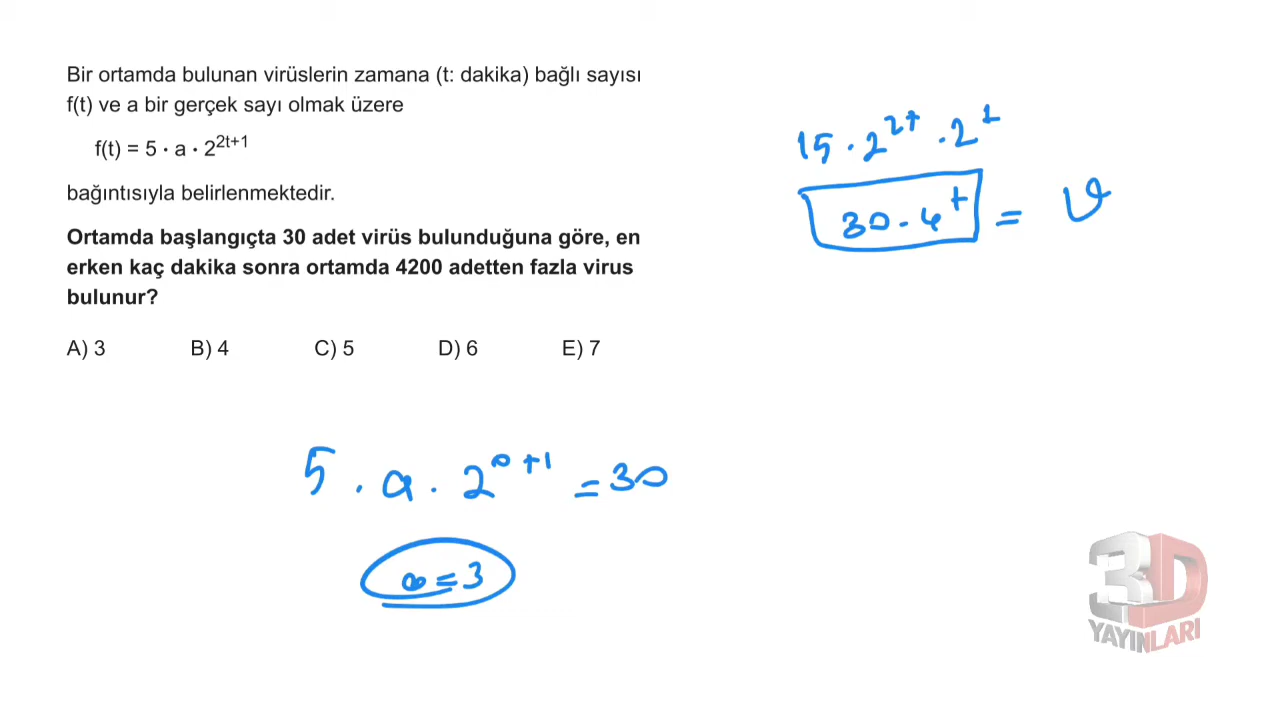 Bir ortamda bulunan virüslerin zamana (t: dakika) bağlı sayısı
f(t) ve a bir gerçek sayı olmak üzere
f(t) = 5 · a · 2^{2t+1}
bağıntısıyla belirlenmektedir.
Ortamda başlangıçta 30 adet virüs bulunduğuna göre, en
erken kaç dakika sonra ortamda 4200 adetten fazla virus
bulunur?
A) 3 B) 4 C) 5 D) 6 E) 7
15 · 2^{2t} · 2^1
30 · 4^t =
5 · a · 2^{0+1} = 30
a = 3
3D
YAYINLARI